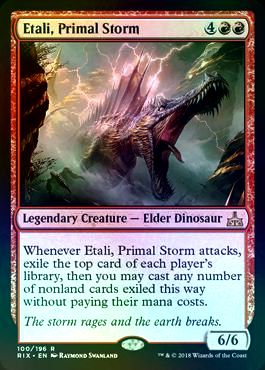 Etali, Primal Storm 4
Legendary Creature — Elder Dinosaur
Whenever Etali, Primal Storm attacks,
exile the top card of each player's
library, then you may cast any number
of nonland cards exiled this way
without paying their mana costs.
The storm rages and the earth breaks.
6/6
100/196 R
RIX • EN Raymond Swanland
™ & © 2018 Wizards of the Coast